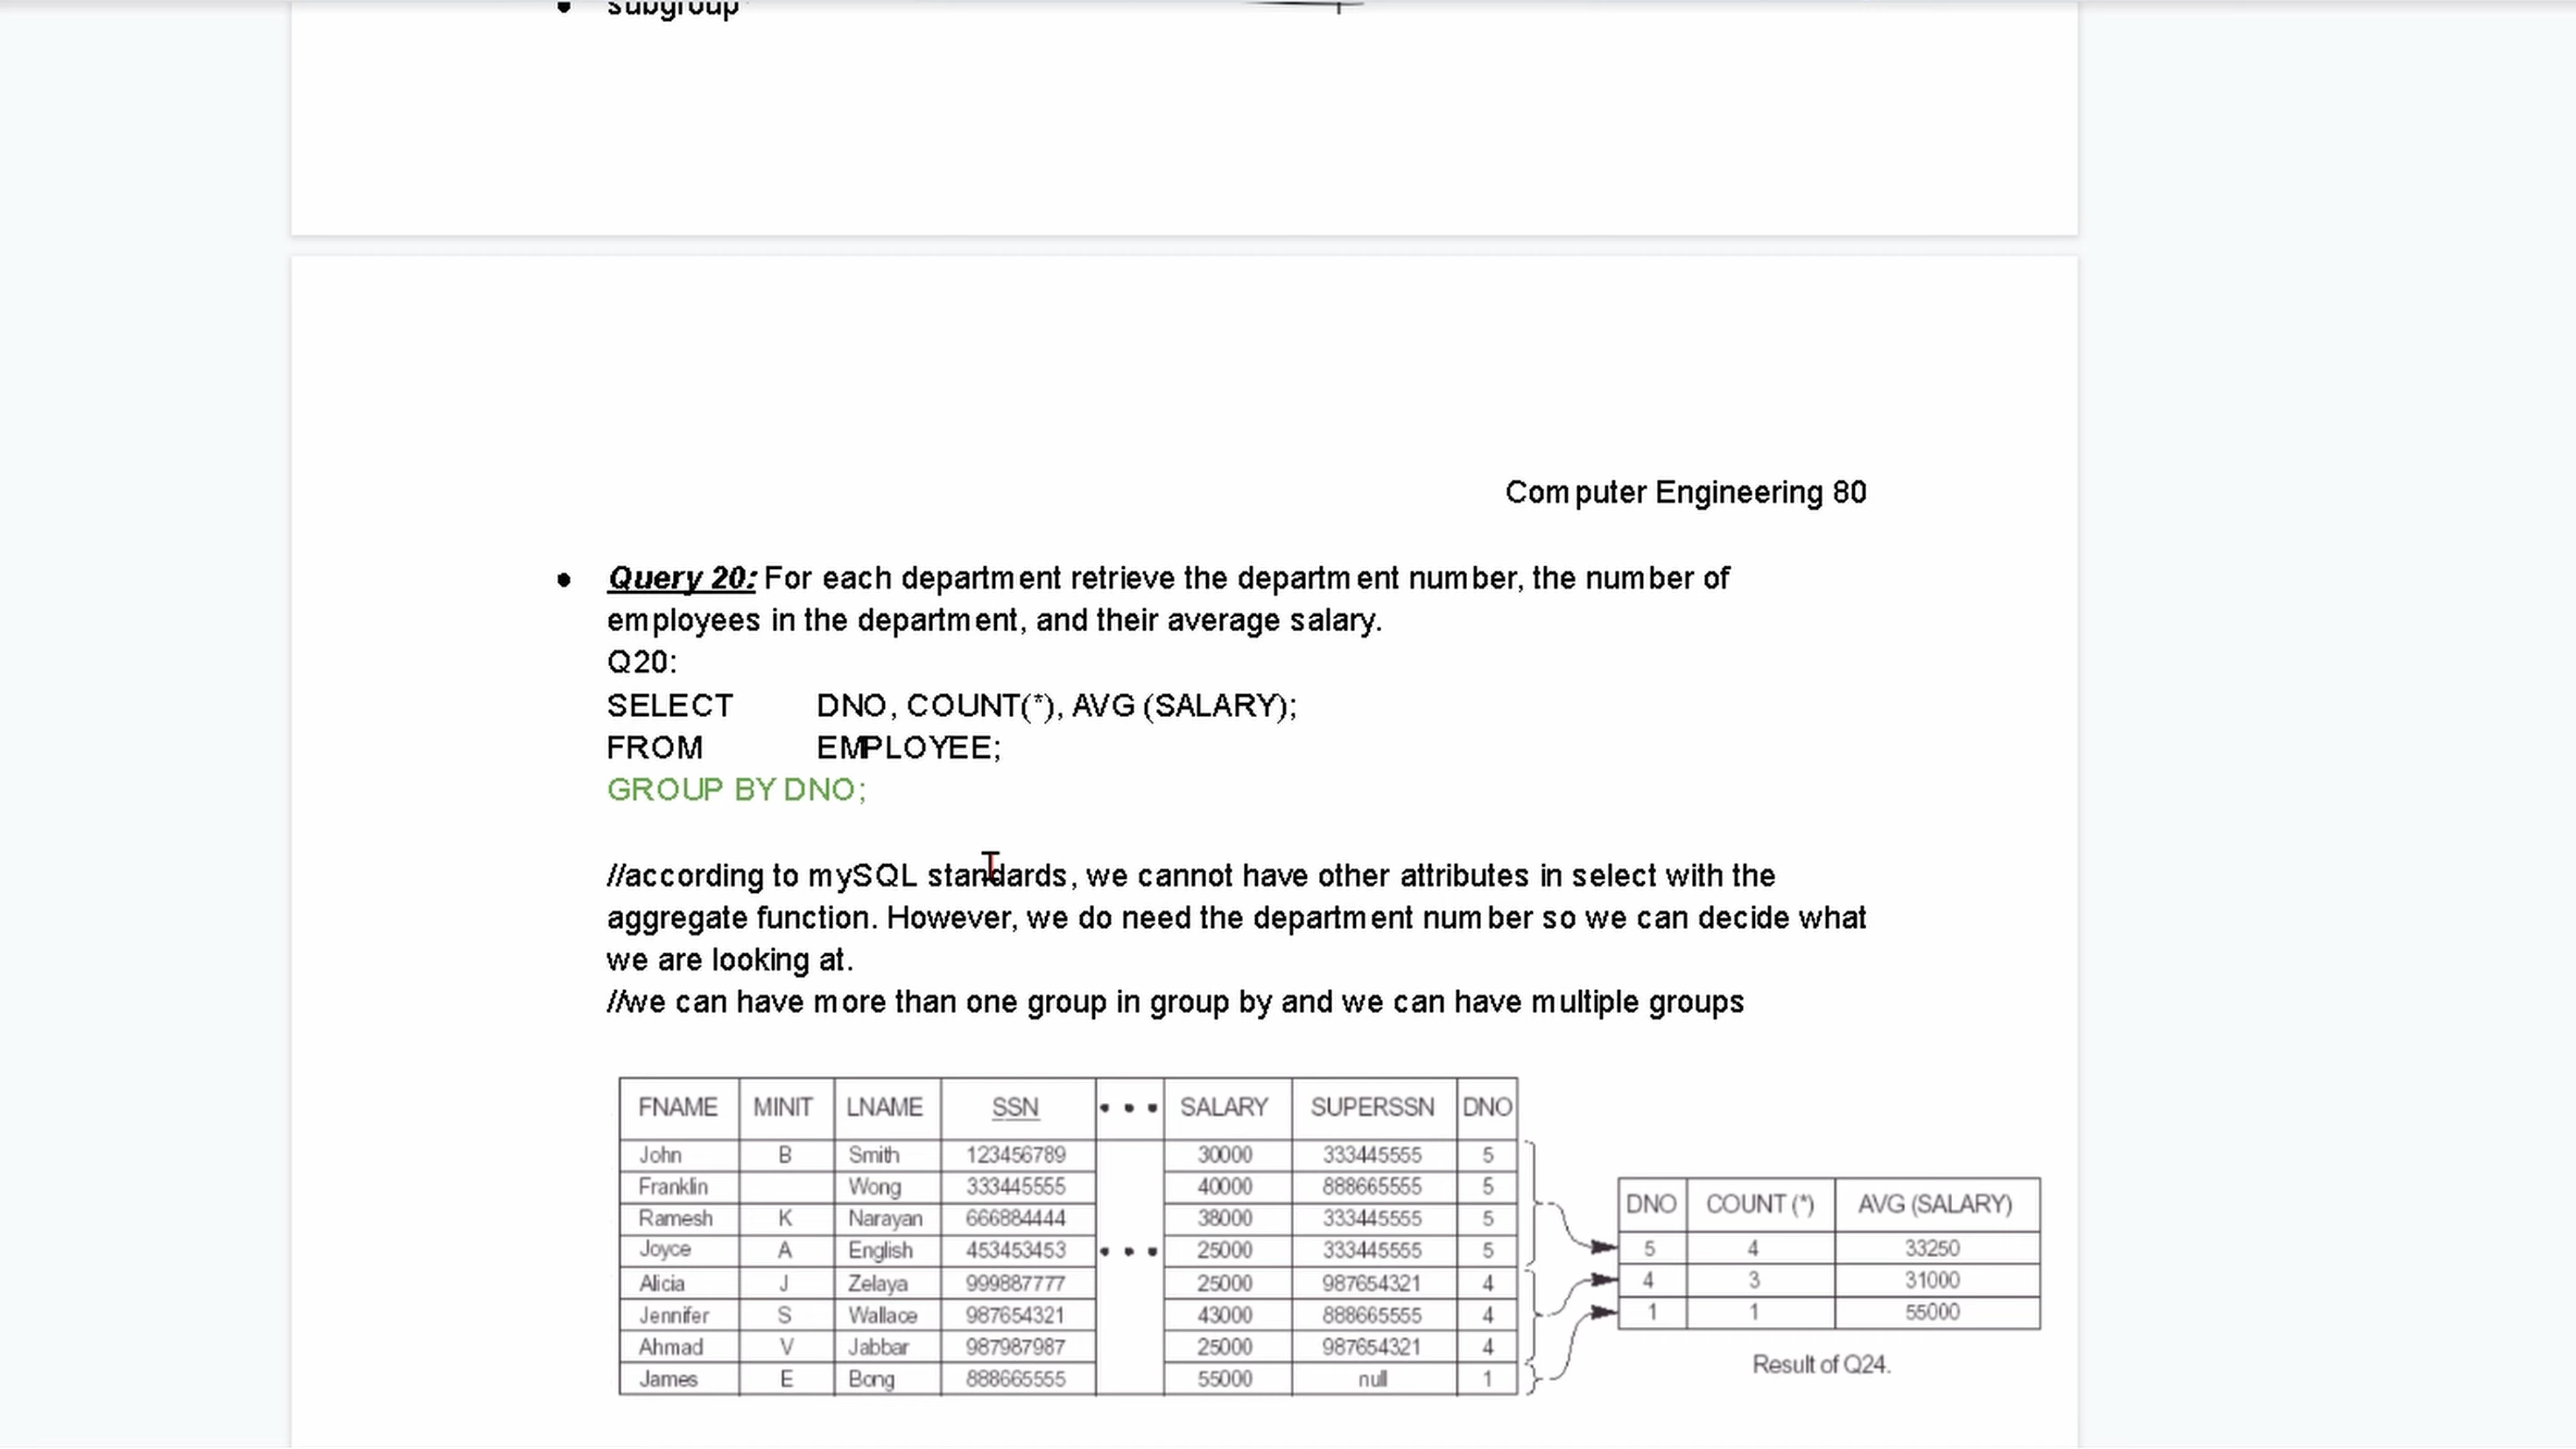 subgroup
Computer Engineering 80
• Query 20: For each department retrieve the department number, the number of
employees in the department, and their average salary.
Q20:
SELECT DNO, COUNT(*), AVG (SALARY);
FROM EMPLOYEE;
GROUP BY DNO;
//according to mySQL standards, we cannot have other attributes in select with the
aggregate function. However, we do need the department number so we can decide what
we are looking at.
//we can have more than one group in group by and we can have multiple groups
FNAME MINIT LNAME SSN • • • SALARY SUPERSSN DNO
John B Smith 123456789 30000 333445555 5
Franklin Wong 333445555 40000 888665555 5
Ramesh K Narayan 666884444 38000 333445555 5
Joyce A English 453453453 • • • 25000 333445555 5
Alicia J Zelaya 999887777 25000 987654321 4
Jennifer S Wallace 987654321 43000 888665555 4
Ahmad V Jabbar 987987987 25000 987654321 4
James E Bong 888665555 55000 null 1
DNO COUNT (*) AVG (SALARY)
5 4 33250
4 3 31000
1 1 55000
Result of Q24.